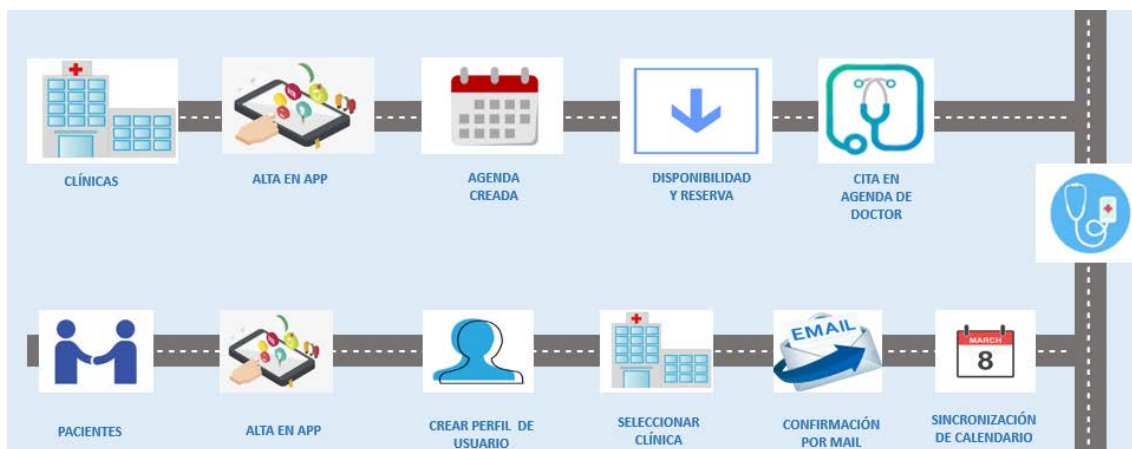 CLÍNICAS
ALTA EN APP
AGENDA
CREADA
DISPONIBILIDAD
Y RESERVA
CITA EN
AGENDA DE
DOCTOR
EMAIL
MARCH
8
PACIENTES
ALTA EN APP
CREAR PERFIL DE
USUARIO
SELECCIONAR
CLÍNICA
CONFIRMACIÓN
POR MAIL
SINCRONIZACIÓN
DE CALENDARIO